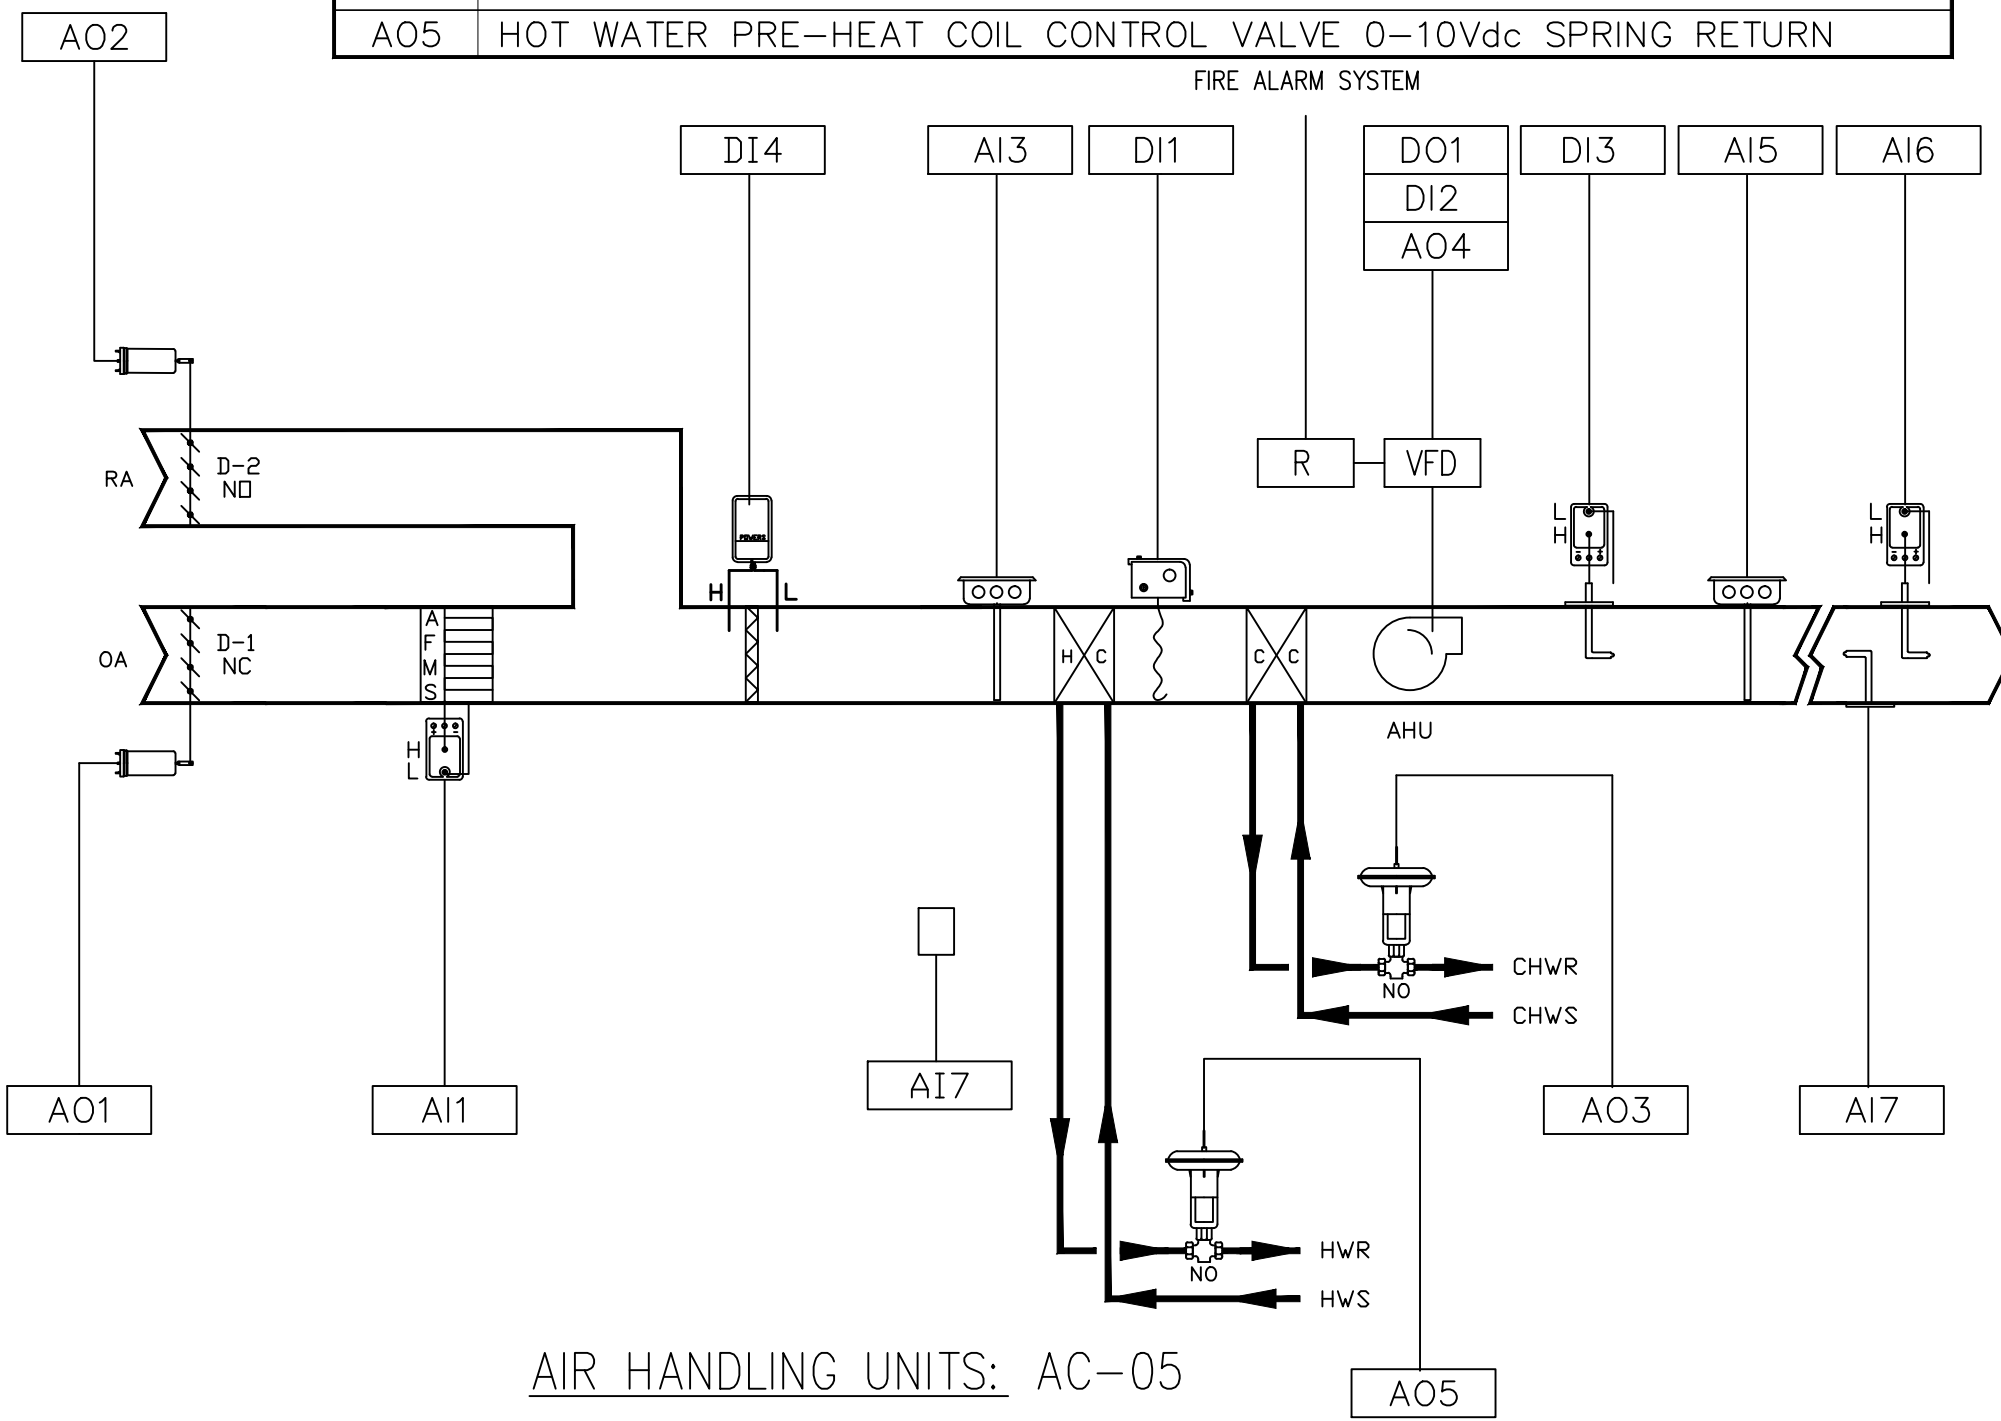 AO2
AO5 HOT WATER PRE-HEAT COIL CONTROL VALVE 0-10Vdc SPRING RETURN
FIRE ALARM SYSTEM
DI4
AI3
DI1
DO1
DI2
AO4
DI3
AI5
AI6
RA
D-2
NO
R
VFD
L
H
L
H
POWERS
H
L
OA
D-1
NC
A
F
M
S
H C
C C
AHU
H
L
CHWR
NO
CHWS
AI7
AO1
AI1
AO3
AI7
HWR
NO
HWS
AIR HANDLING UNITS: AC-05
AO5